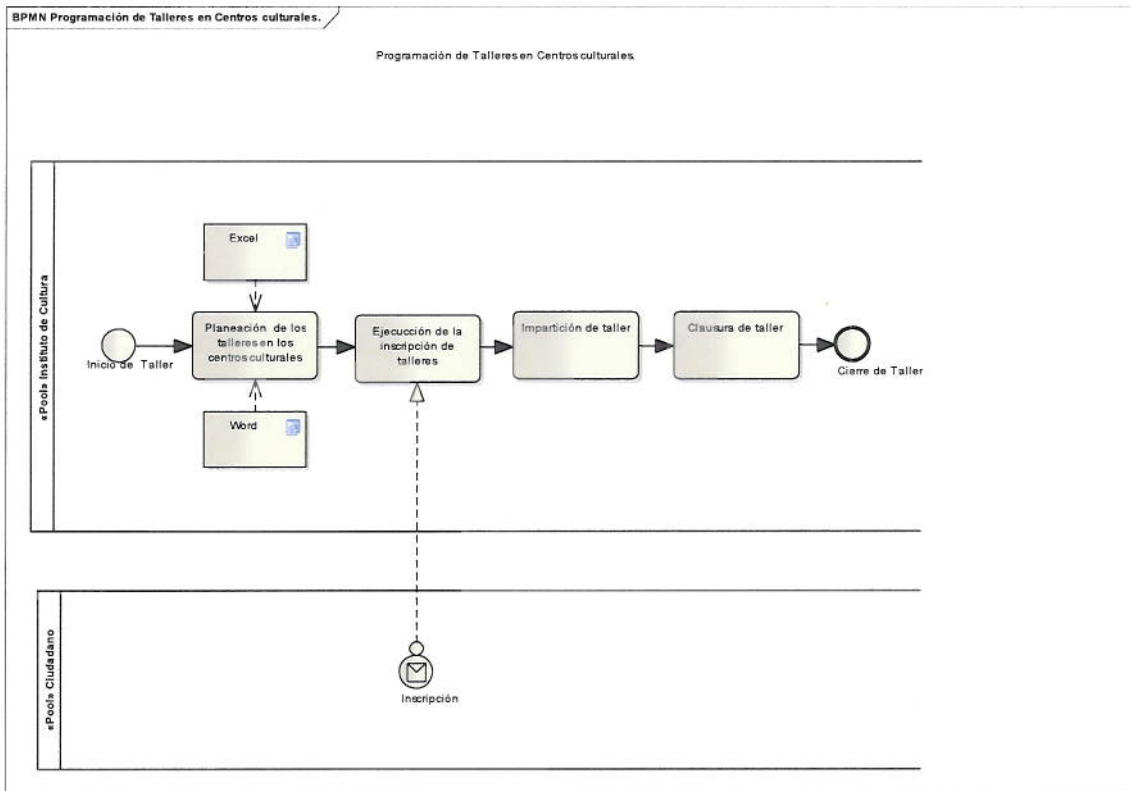 BPMN Programación de Talleres en Centros culturales.
Programación de Talleres en Centros culturales.
«Pool» Instituto de Cultura
Excel
Planeación de los
talleres en los
centros culturales
Word
Inicio de Taller
Ejecución de la
inscripción de
talleres
Impartición de taller
Clausura de taller
Cierre de Taller
«Pool» Ciudadano
Inscripción